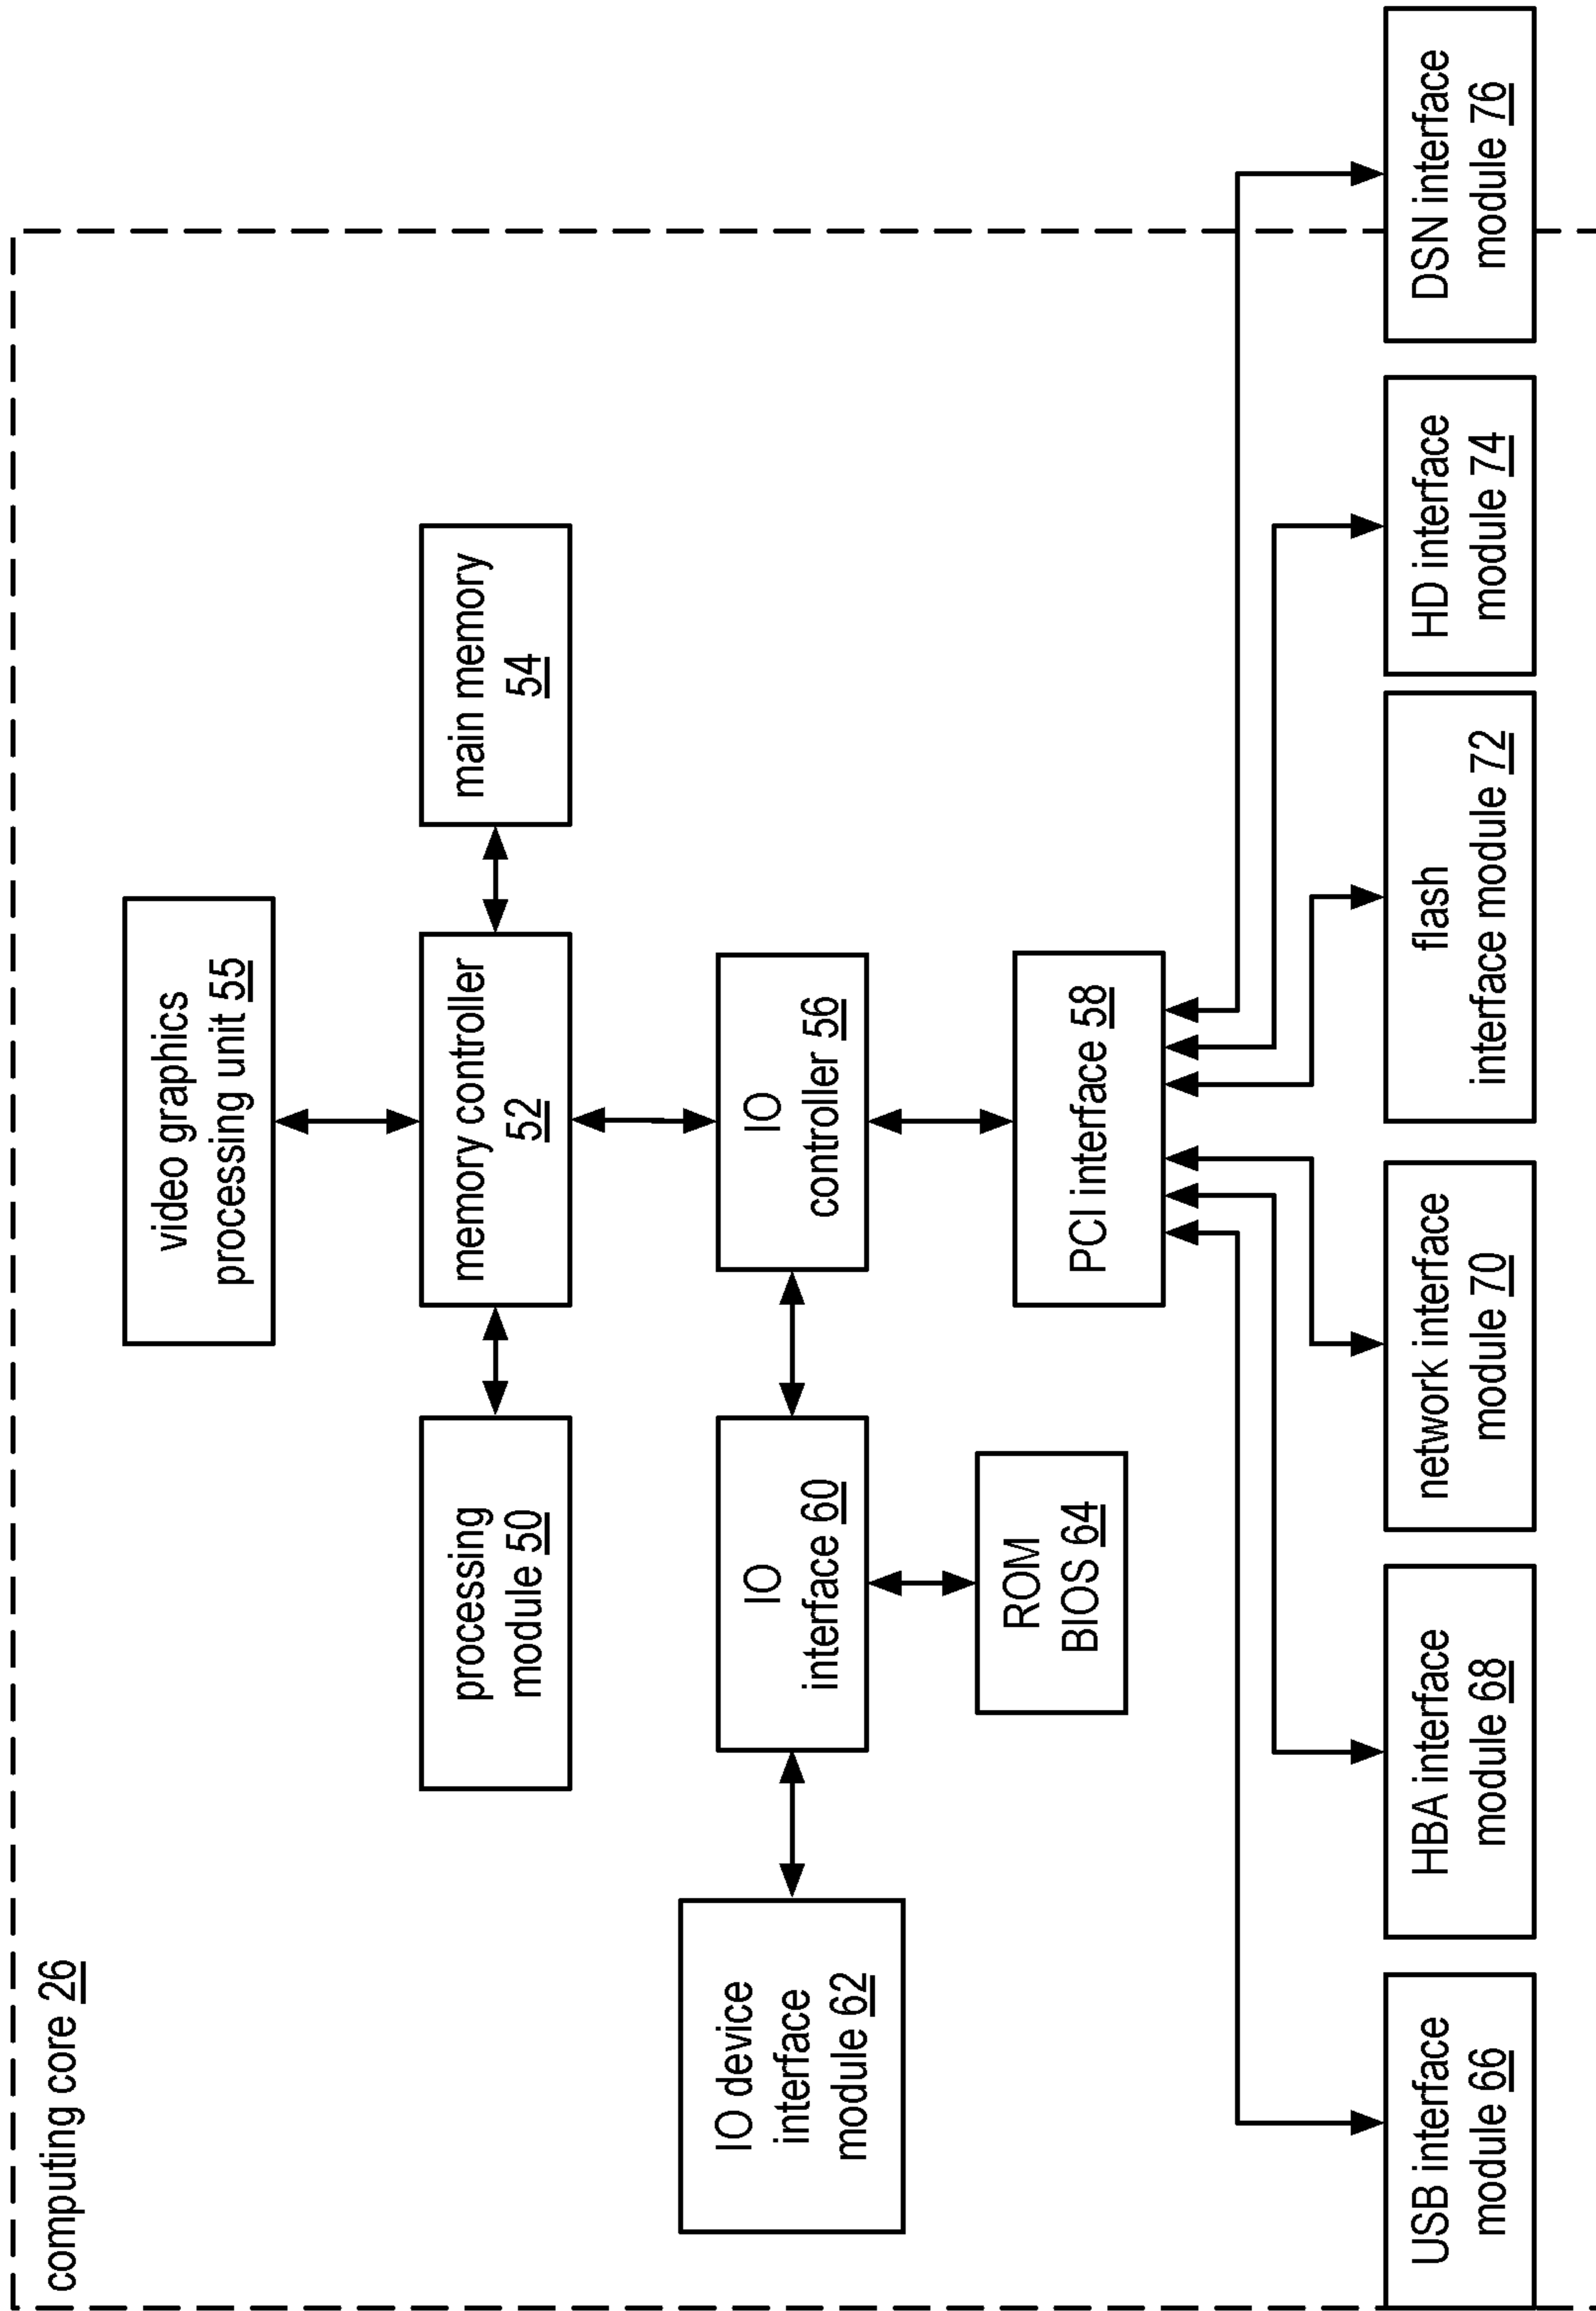 computing core 26
video graphics
processing unit 55
processing
module 50
memory controller
52
main memory
54
IO device
interface
module 62
IO
interface 60
IO
controller 56
ROM
BIOS 64
PCI interface 58
USB interface
module 66
HBA interface
module 68
network interface
module 70
flash
interface module 72
HD interface
module 74
DSN interface
module 76